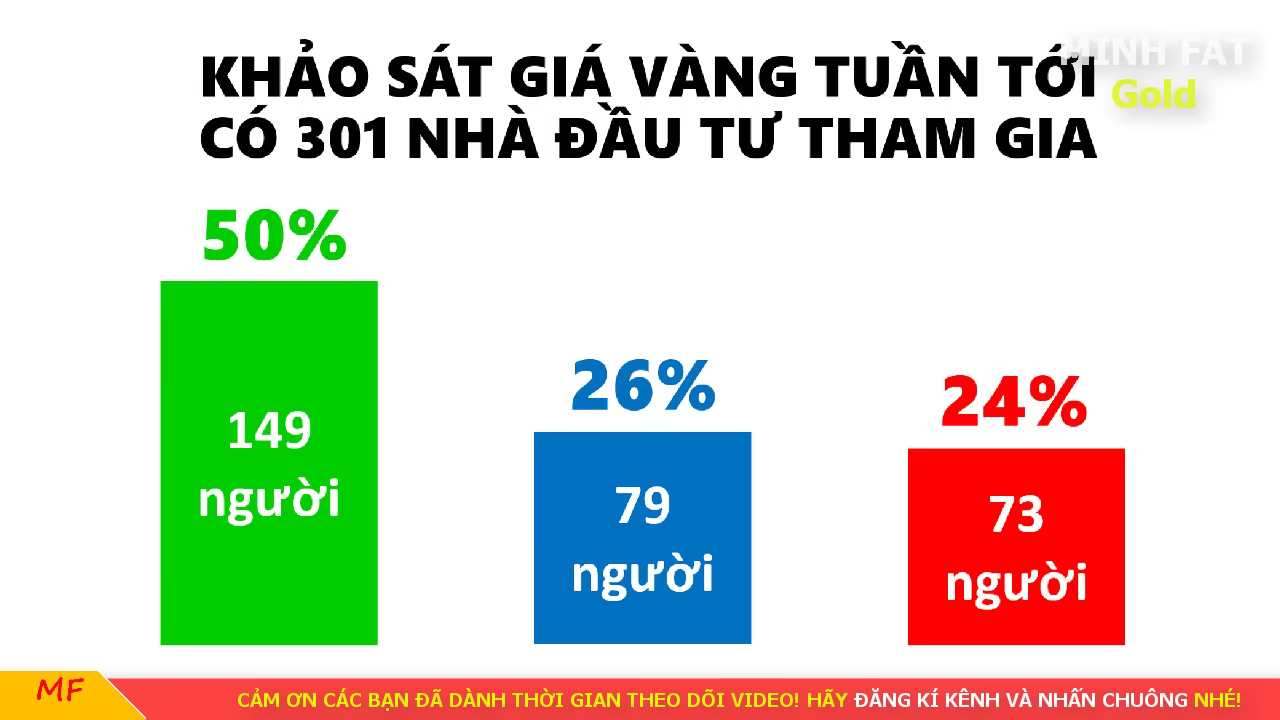 MINH FAT
Gold
KHẢO SÁT GIÁ VÀNG TUẦN TỚI
CÓ 301 NHÀ ĐẦU TƯ THAM GIA
50%
149
người
26%
79
người
24%
73
người
MF
CẢM ƠN CÁC BẠN ĐÃ DÀNH THỜI GIAN THEO DÕI VIDEO! HÃY ĐĂNG KÍ KÊNH VÀ NHẤN CHUÔNG NHÉ!